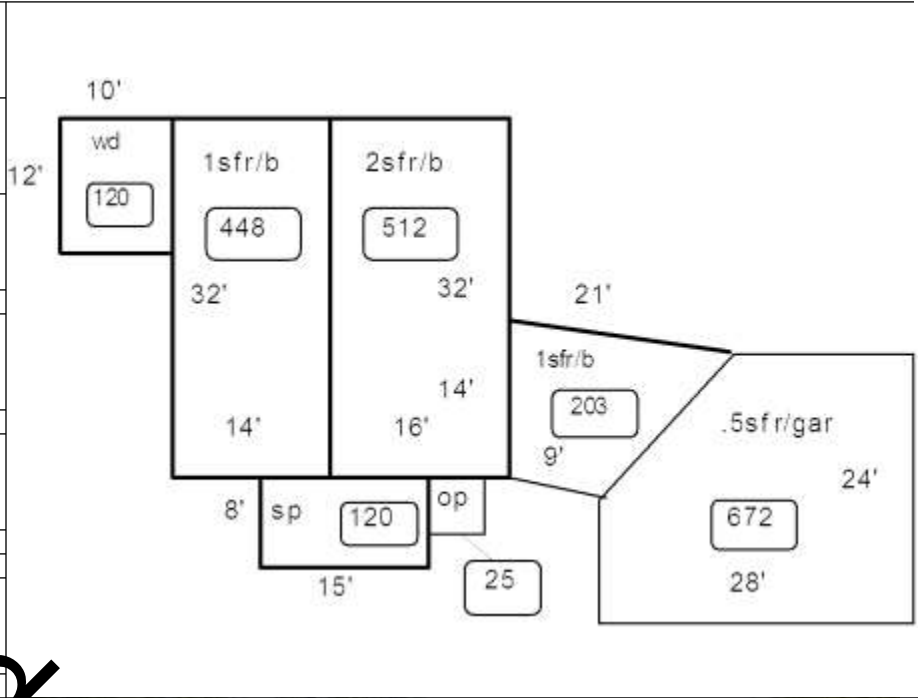 10'
wd
12'
120
1sfr/b
448
32'
14'
2sfr/b
512
32'
14'
16'
21'
1sfr/b
203
9'
.5sfr/gar
24'
672
28'
8'
sp
120
15'
op
25